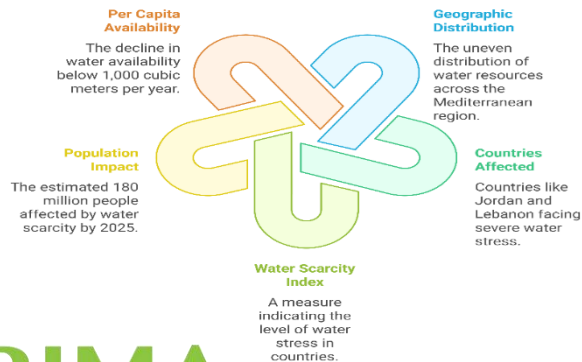 Per Capita
Availability
The decline in
water availability
below 1,000 cubic
meters per year.
Geographic
Distribution
The uneven
distribution of
water resources
across the
Mediterranean
region.
Population
Impact
The estimated 180
million people
affected by water
scarcity by 2025.
Countries
Affected
Countries like
Jordan and
Lebanon facing
severe water
stress.
Water Scarcity
Index
A measure
indicating the
level of water
stress in
countries.